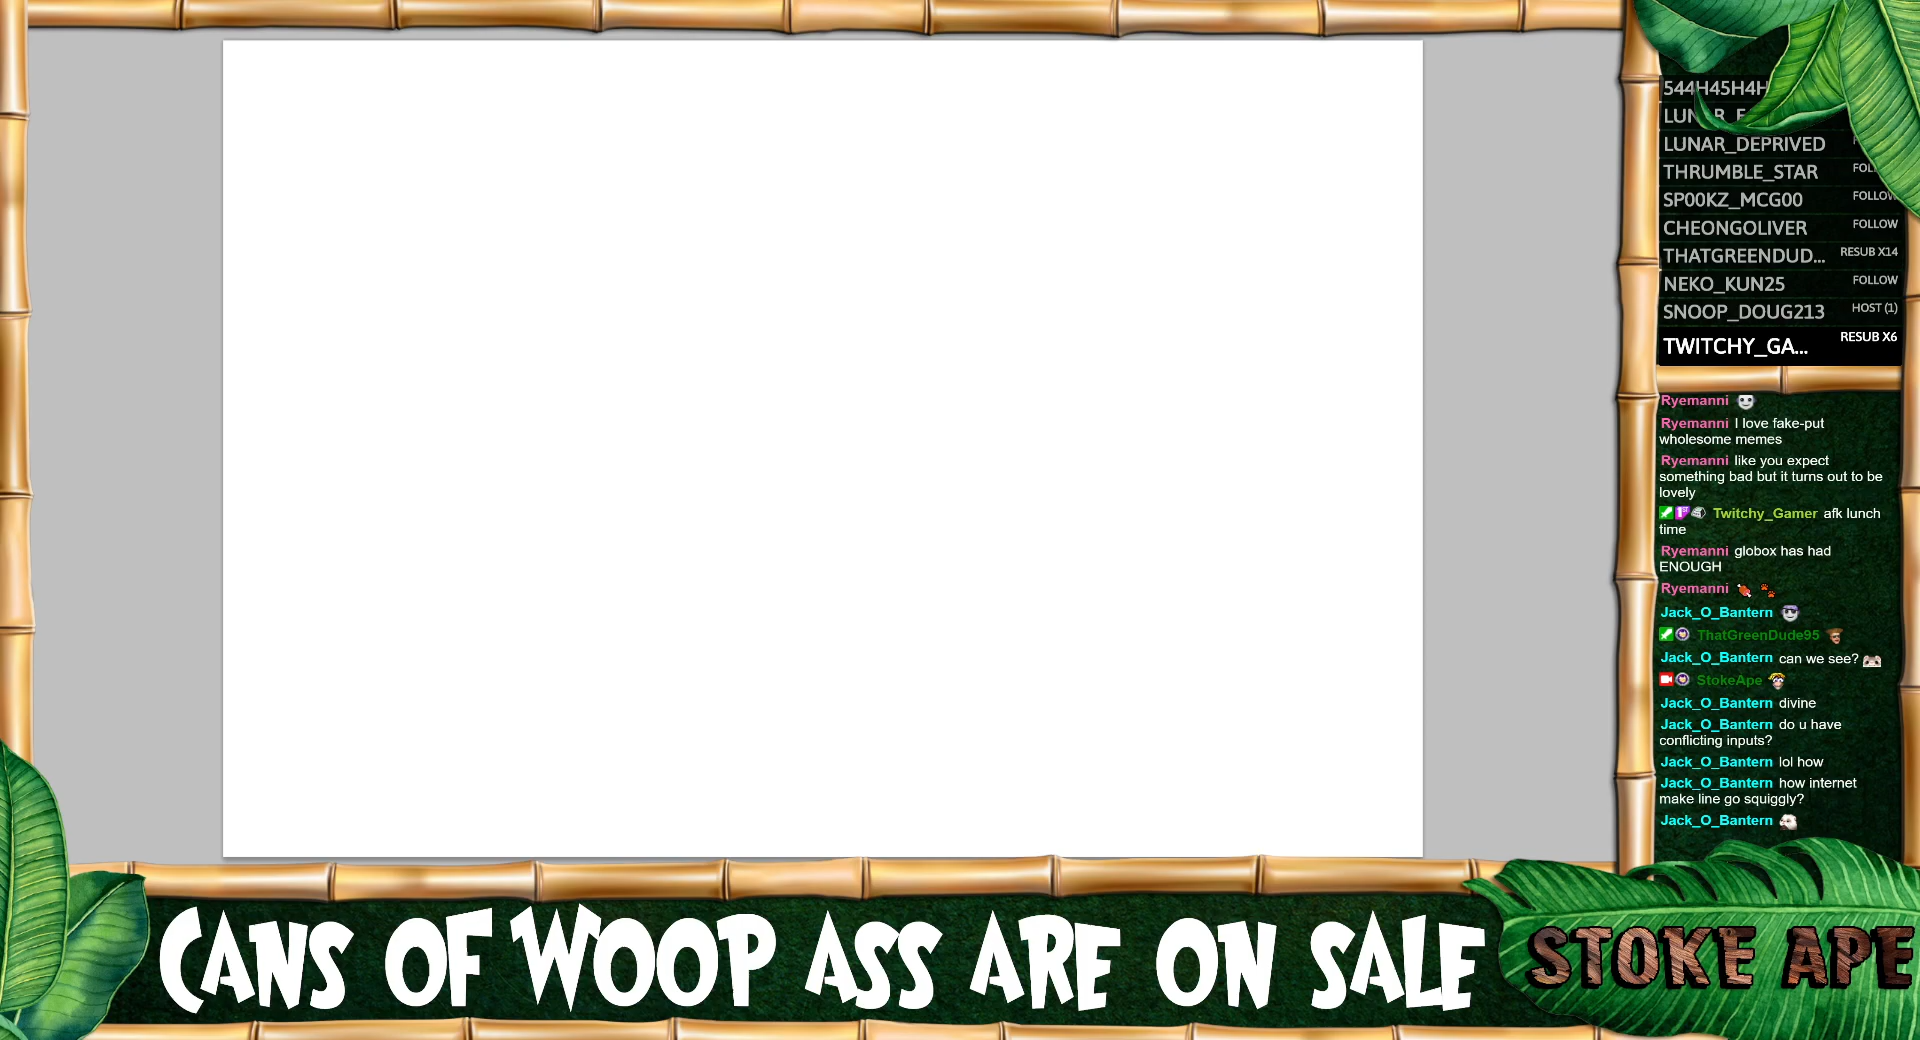 544H45H4H
LUNAR_DEPRIVED
THRUMBLE_STAR
SP00KZ_MCG00 FOLLOW
CHEONGOLIVER FOLLOW
THATGREENDUD... RESUB X14
NEKO_KUN25 FOLLOW
SNOOP_DOUG213 HOST (1)
TWITCHY_GA... RESUB X6
Ryemanni
Ryemanni I love fake-put
wholesome memes
Ryemanni like you expect
something bad but it turns out to be
lovely
Twitchy_Gamer afk lunch
time
Ryemanni globox has had
ENOUGH
Ryemanni
Jack_O_Bantern
ThatGreenDude95
Jack_O_Bantern can we see?
StokeApe
Jack_O_Bantern divine
Jack_O_Bantern do u have
conflicting inputs?
Jack_O_Bantern lol how
Jack_O_Bantern how internet
make line go squiggly?
Jack_O_Bantern
CANS OF WOOP ASS ARE ON SALE
STOKE APE